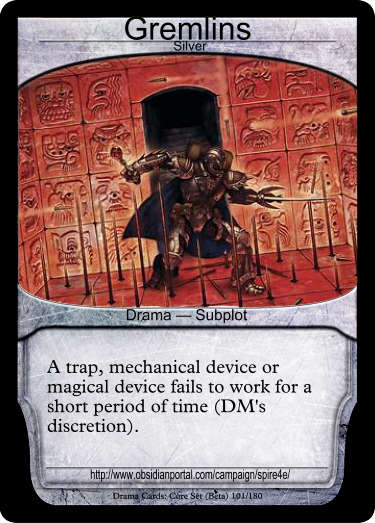 Gremlins
Silver
Drama — Subplot
A trap, mechanical device or
magical device fails to work for a
short period of time (DM's
discretion).
http://www.obsidianportal.com/campaign/spire4e/
Drama Cards: Core Set (Beta) 101/180